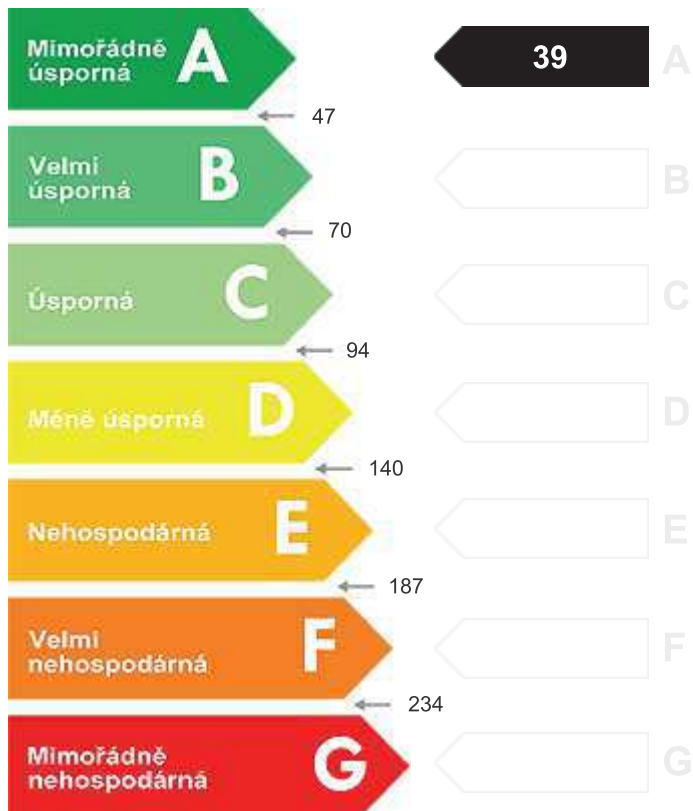 Mimořádně
úsporná
A
39
A
47
Velmi
úsporná
B
B
70
Úsporná
C
C
94
Méně úsporná
D
D
140
Nehospodárná
E
E
187
Velmi
nehospodárná
F
F
234
Mimořádně
nehospodárná
G
G